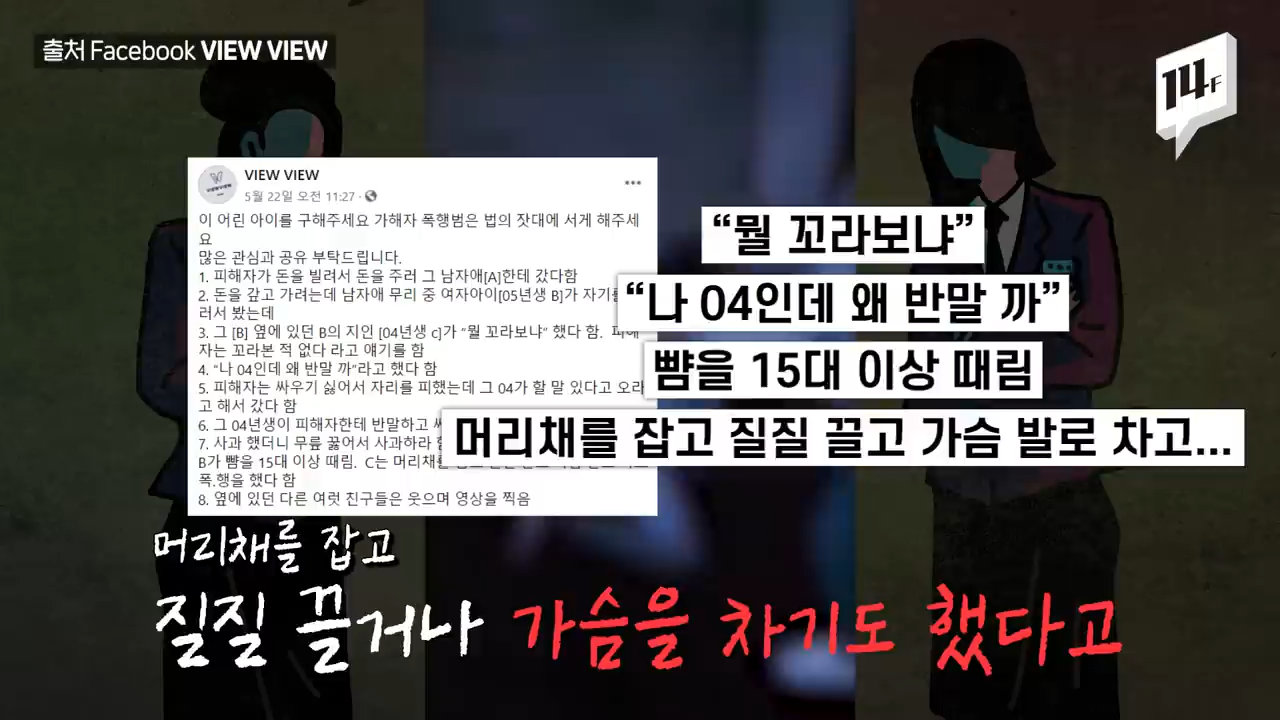 출처 Facebook VIEW VIEW
14F
VIEW VIEW
5월 22일 오전 11:27 ·
이 어린 아이를 구해주세요 가해자 폭행범은 법의 잣대에 서게 해주세
요
많은 관심과 공유 부탁드립니다.
1. 피해자가 돈을 빌려서 돈을 주러 그 남자애[A]한테 갔다함
2. 돈을 갚고 가려는데 남자애 무리 중 여자아이[05년생 B]가 자기를
러서 봤는데
3. 그 [B] 옆에 있던 B의 지인 [04년생 c]가 "뭘 꼬라보냐" 했다 함. 피해
자는 꼬라본 적 없다 라고 얘기를 함
4. "나 04인데 왜 반말 까"라고 했다 함
5. 피해자는 싸우기 싫어서 자리를 피했는데 그 04가 할 말 있다고 오라
고 해서 갔다 함
6. 그 04년생이 피해자한테 반말하고
7. 사과 했더니 무릎 꿇어서 사과하라
B가 뺨을 15대 이상 때림. C는 머리채를
폭.행을 했다 함
8. 옆에 있던 다른 여럿 친구들은 웃으며 영상을 찍음
“뭘 꼬라보냐”
“나 04인데 왜 반말 까”
뺨을 15대 이상 때림
머리채를 잡고 질질 끌고 가슴 발로 차고...
머리채를 잡고
질질 끌거나 가슴을 차기도 했다고